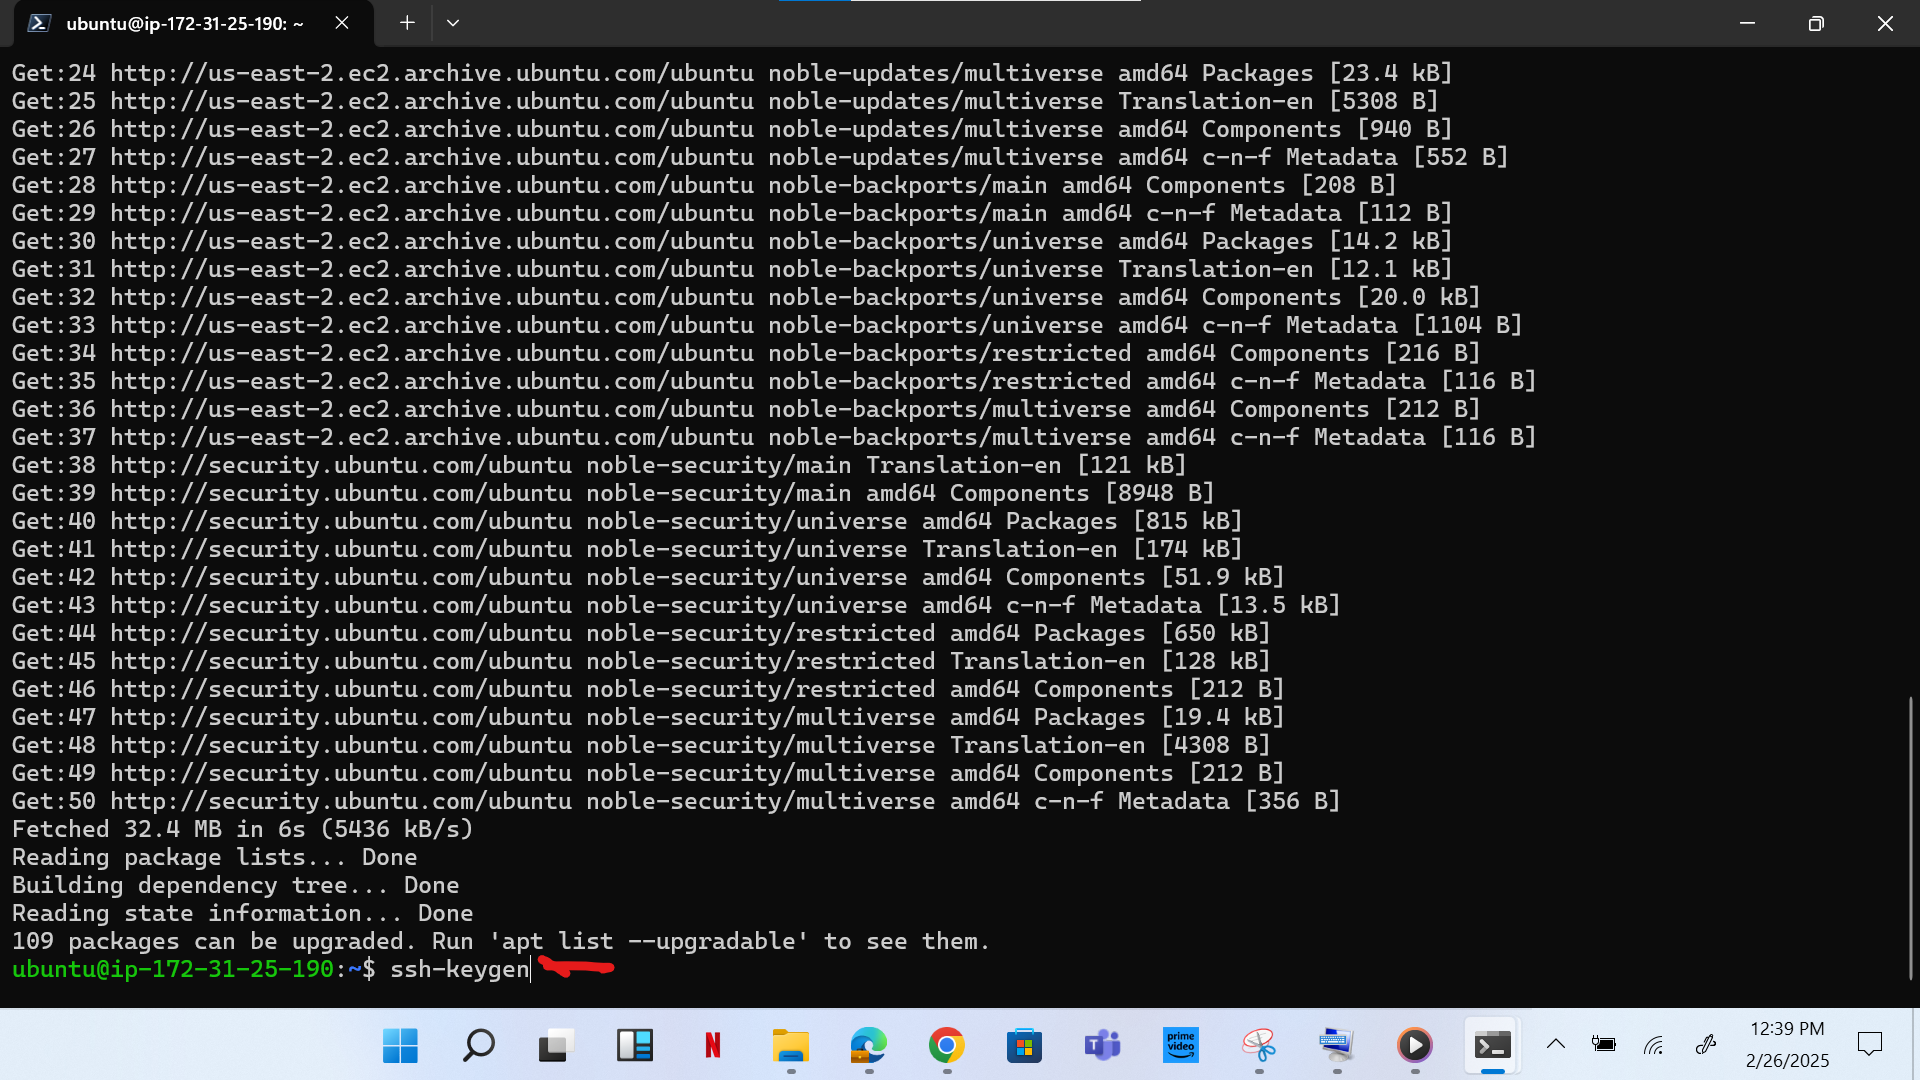 ubuntu@ip-172-31-25-190: ~
Get:24 http://us-east-2.ec2.archive.ubuntu.com/ubuntu noble-updates/multiverse amd64 Packages [23.4 kB]
Get:25 http://us-east-2.ec2.archive.ubuntu.com/ubuntu noble-updates/multiverse Translation-en [5308 B]
Get:26 http://us-east-2.ec2.archive.ubuntu.com/ubuntu noble-updates/multiverse amd64 Components [940 B]
Get:27 http://us-east-2.ec2.archive.ubuntu.com/ubuntu noble-updates/multiverse amd64 c-n-f Metadata [552 B]
Get:28 http://us-east-2.ec2.archive.ubuntu.com/ubuntu noble-backports/main amd64 Components [208 B]
Get:29 http://us-east-2.ec2.archive.ubuntu.com/ubuntu noble-backports/main amd64 c-n-f Metadata [112 B]
Get:30 http://us-east-2.ec2.archive.ubuntu.com/ubuntu noble-backports/universe amd64 Packages [14.2 kB]
Get:31 http://us-east-2.ec2.archive.ubuntu.com/ubuntu noble-backports/universe Translation-en [12.1 kB]
Get:32 http://us-east-2.ec2.archive.ubuntu.com/ubuntu noble-backports/universe amd64 Components [20.0 kB]
Get:33 http://us-east-2.ec2.archive.ubuntu.com/ubuntu noble-backports/universe amd64 c-n-f Metadata [1104 B]
Get:34 http://us-east-2.ec2.archive.ubuntu.com/ubuntu noble-backports/restricted amd64 Components [216 B]
Get:35 http://us-east-2.ec2.archive.ubuntu.com/ubuntu noble-backports/restricted amd64 c-n-f Metadata [116 B]
Get:36 http://us-east-2.ec2.archive.ubuntu.com/ubuntu noble-backports/multiverse amd64 Components [212 B]
Get:37 http://us-east-2.ec2.archive.ubuntu.com/ubuntu noble-backports/multiverse amd64 c-n-f Metadata [116 B]
Get:38 http://security.ubuntu.com/ubuntu noble-security/main Translation-en [121 kB]
Get:39 http://security.ubuntu.com/ubuntu noble-security/main amd64 Components [8948 B]
Get:40 http://security.ubuntu.com/ubuntu noble-security/universe amd64 Packages [815 kB]
Get:41 http://security.ubuntu.com/ubuntu noble-security/universe Translation-en [174 kB]
Get:42 http://security.ubuntu.com/ubuntu noble-security/universe amd64 Components [51.9 kB]
Get:43 http://security.ubuntu.com/ubuntu noble-security/universe amd64 c-n-f Metadata [13.5 kB]
Get:44 http://security.ubuntu.com/ubuntu noble-security/restricted amd64 Packages [650 kB]
Get:45 http://security.ubuntu.com/ubuntu noble-security/restricted Translation-en [128 kB]
Get:46 http://security.ubuntu.com/ubuntu noble-security/restricted amd64 Components [212 B]
Get:47 http://security.ubuntu.com/ubuntu noble-security/multiverse amd64 Packages [19.4 kB]
Get:48 http://security.ubuntu.com/ubuntu noble-security/multiverse Translation-en [4308 B]
Get:49 http://security.ubuntu.com/ubuntu noble-security/multiverse amd64 Components [212 B]
Get:50 http://security.ubuntu.com/ubuntu noble-security/multiverse amd64 c-n-f Metadata [356 B]
Fetched 32.4 MB in 6s (5436 kB/s)
Reading package lists... Done
Building dependency tree... Done
Reading state information... Done
109 packages can be upgraded. Run 'apt list --upgradable' to see them.
ubuntu@ip-172-31-25-190:~$ ssh-keygen
N
prime video
12:39 PM
2/26/2025